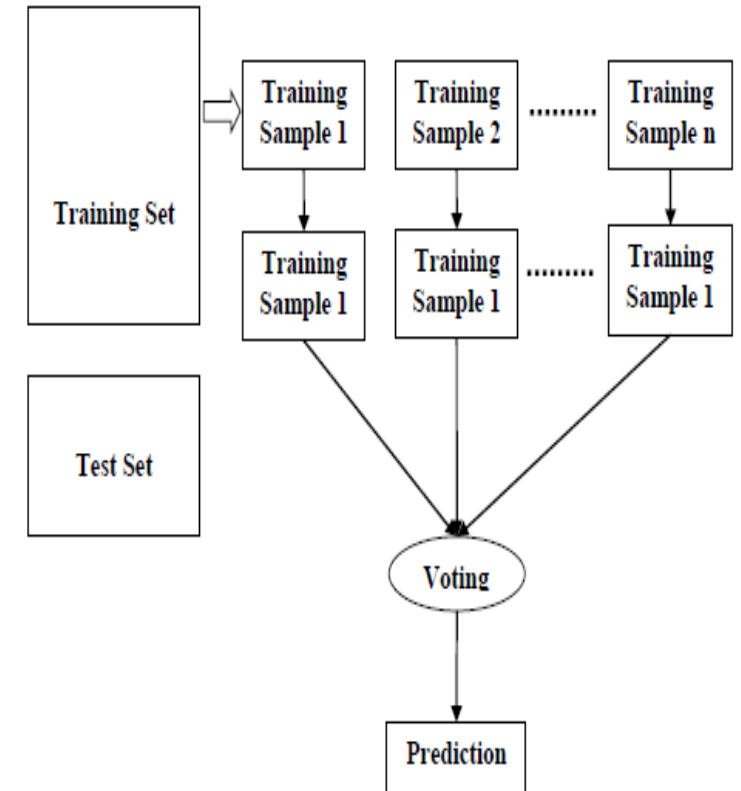 Training
Sample 1
Training
Sample 2
Training
Sample n
Training Set
Training
Sample 1
Training
Sample 1
Training
Sample 1
Test Set
Voting
Prediction